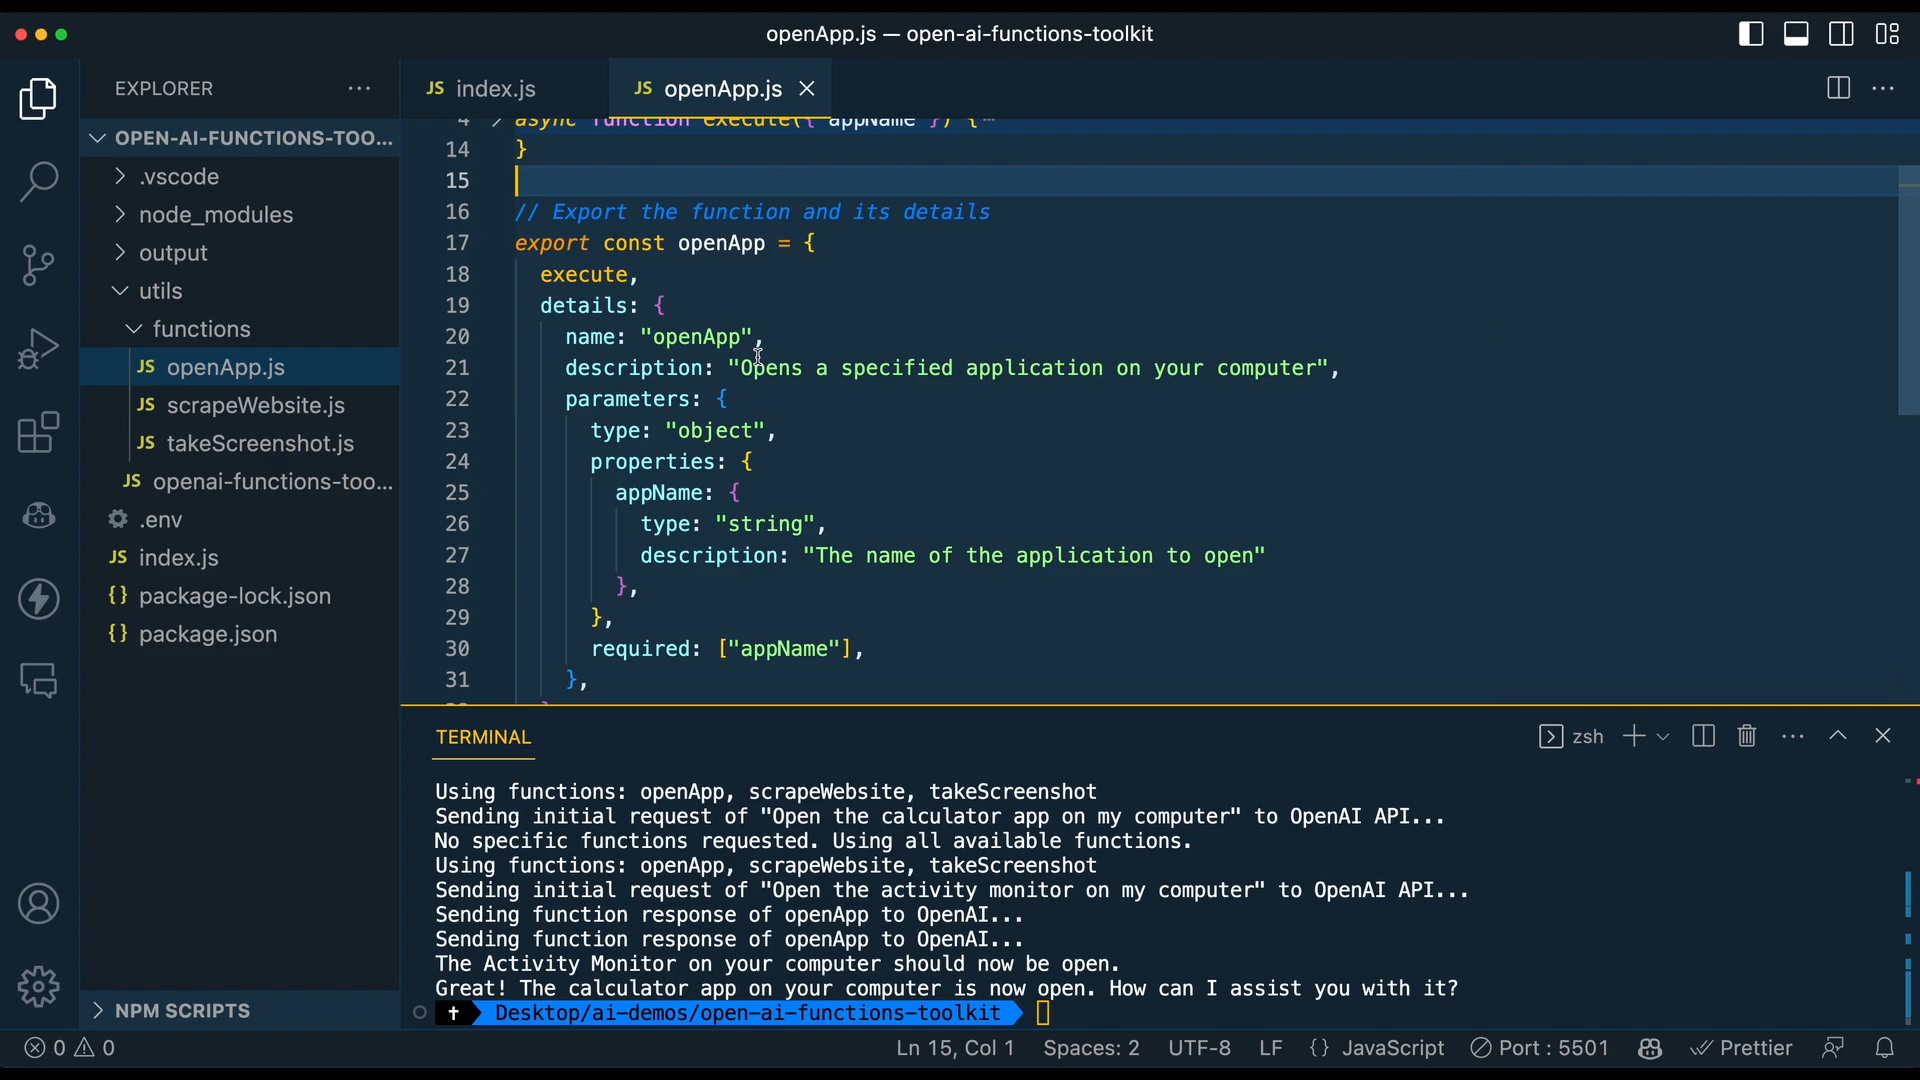 openApp.js — open-ai-functions-toolkit
EXPLORER
OPEN-AI-FUNCTIONS-TOO...
.vscode
node_modules
output
utils
functions
JS openApp.js
JS scrapeWebsite.js
JS takeScreenshot.js
JS openai-functions-too...
.env
JS index.js
{} package-lock.json
{} package.json
NPM SCRIPTS
JS index.js
JS openApp.js
4 async function execute({ appName }) {…
14 }
15
16 // Export the function and its details
17 export const openApp = {
18 execute,
19 details: {
20 name: "openApp",
21 description: "Opens a specified application on your computer",
22 parameters: {
23 type: "object",
24 properties: {
25 appName: {
26 type: "string",
27 description: "The name of the application to open"
28 },
29 },
30 required: ["appName"],
31 },
TERMINAL
zsh
Using functions: openApp, scrapeWebsite, takeScreenshot
Sending initial request of "Open the calculator app on my computer" to OpenAI API...
No specific functions requested. Using all available functions.
Using functions: openApp, scrapeWebsite, takeScreenshot
Sending initial request of "Open the activity monitor on my computer" to OpenAI API...
Sending function response of openApp to OpenAI...
Sending function response of openApp to OpenAI...
The Activity Monitor on your computer should now be open.
Great! The calculator app on your computer is now open. How can I assist you with it?
Desktop/ai-demos/open-ai-functions-toolkit
0 0
Ln 15, Col 1 Spaces: 2 UTF-8 LF {} JavaScript Port : 5501 Prettier